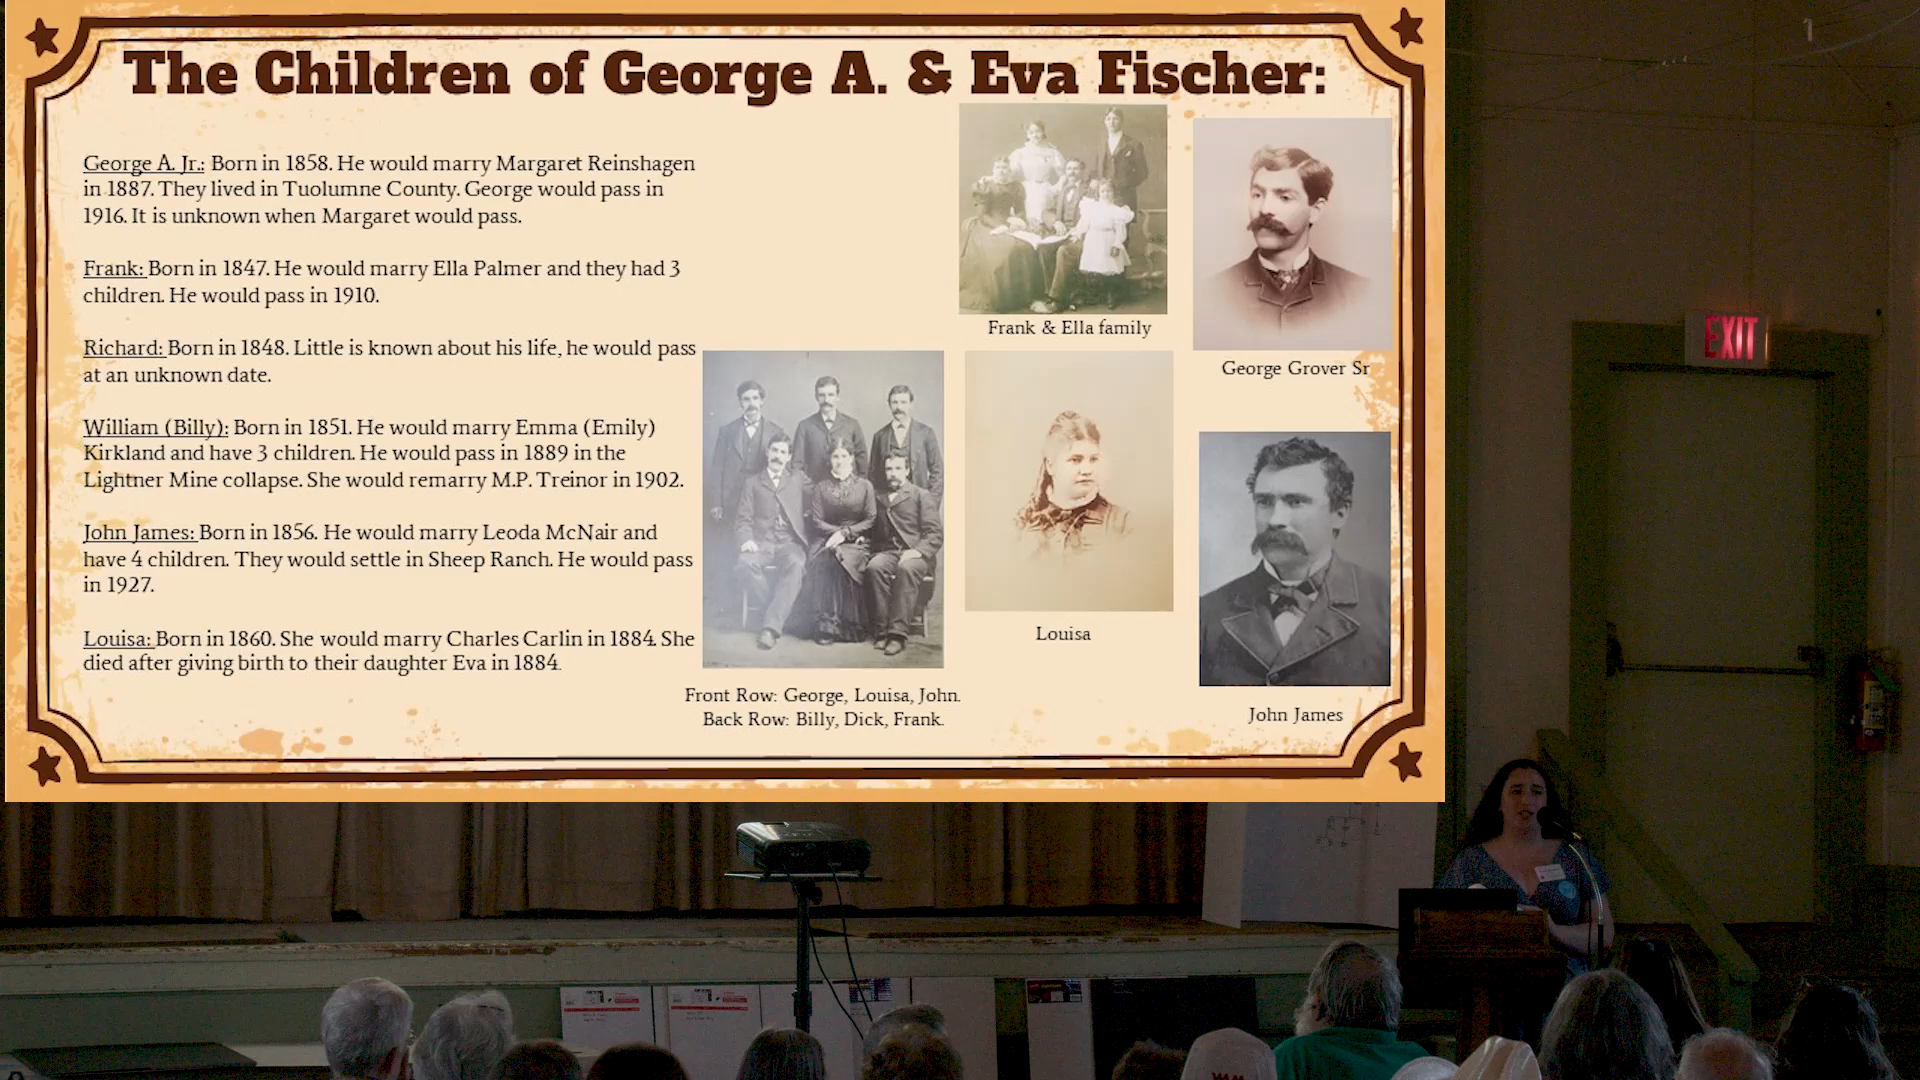 The Children of George A. & Eva Fischer:
George A. Jr.: Born in 1858. He would marry Margaret Reinshagen
in 1887. They lived in Tuolumne County. George would pass in
1916. It is unknown when Margaret would pass.
Frank: Born in 1847. He would marry Ella Palmer and they had 3
children. He would pass in 1910.
Richard: Born in 1848. Little is known about his life, he would pass
at an unknown date.
William (Billy): Born in 1851. He would marry Emma (Emily)
Kirkland and have 3 children. He would pass in 1889 in the
Lightner Mine collapse. She would remarry M.P. Treinor in 1902.
John James: Born in 1856. He would marry Leoda McNair and
have 4 children. They would settle in Sheep Ranch. He would pass
in 1927.
Louisa: Born in 1860. She would marry Charles Carlin in 1884. She
died after giving birth to their daughter Eva in 1884.
Front Row: George, Louisa, John.
Back Row: Billy, Dick, Frank.
Frank & Ella family
Louisa
George Grover Sr
John James
EXIT